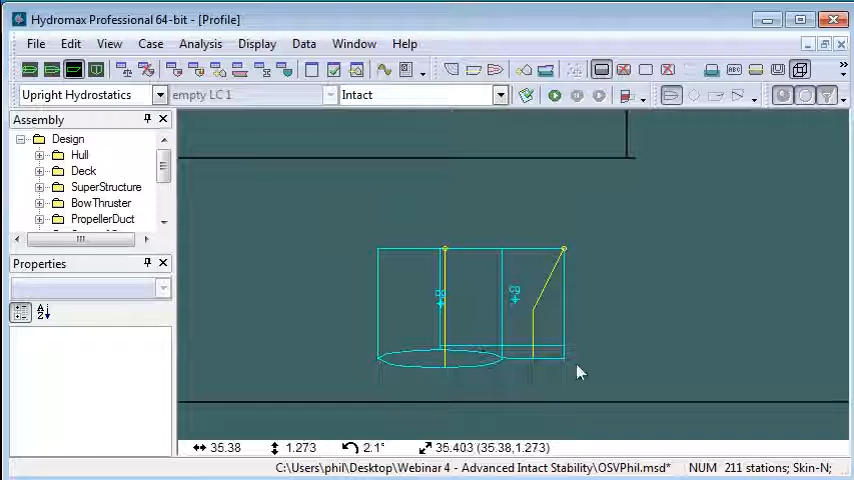 Hydromax Professional 64-bit - [Profile]
File Edit View Case Analysis Display Data Window Help
Upright Hydrostatics empty LC 1 Intact
Assembly
Design
Hull
Deck
SuperStructure
BowThruster
PropellerDuct
Properties
cg
35.38 1.273 2.1° 35.403 (35.38,1.273)
C:\Users\phil\Desktop\Webinar 4 - Advanced Intact Stability\OSVPhil.msd* NUM 211 stations; Skin-N;